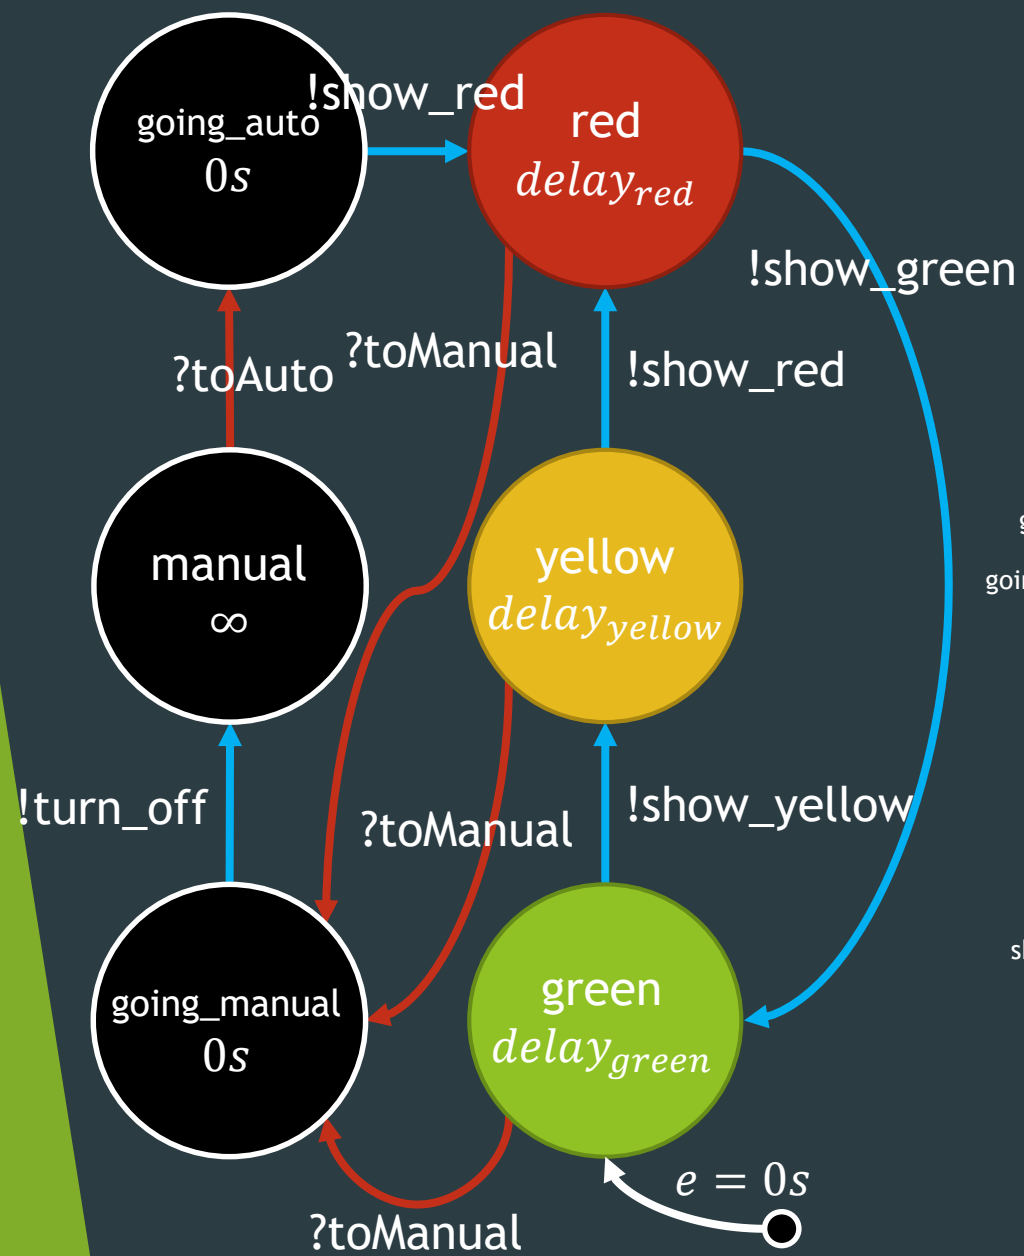 !show_red
going_auto
0s
red
delay_red
!show_green
?toAuto
?toManual
!show_red
manual
∞
yellow
delay_yellow
!turn_off
?toManual
!show_yellow
going_manual
0s
green
delay_green
e = 0s
?toManual